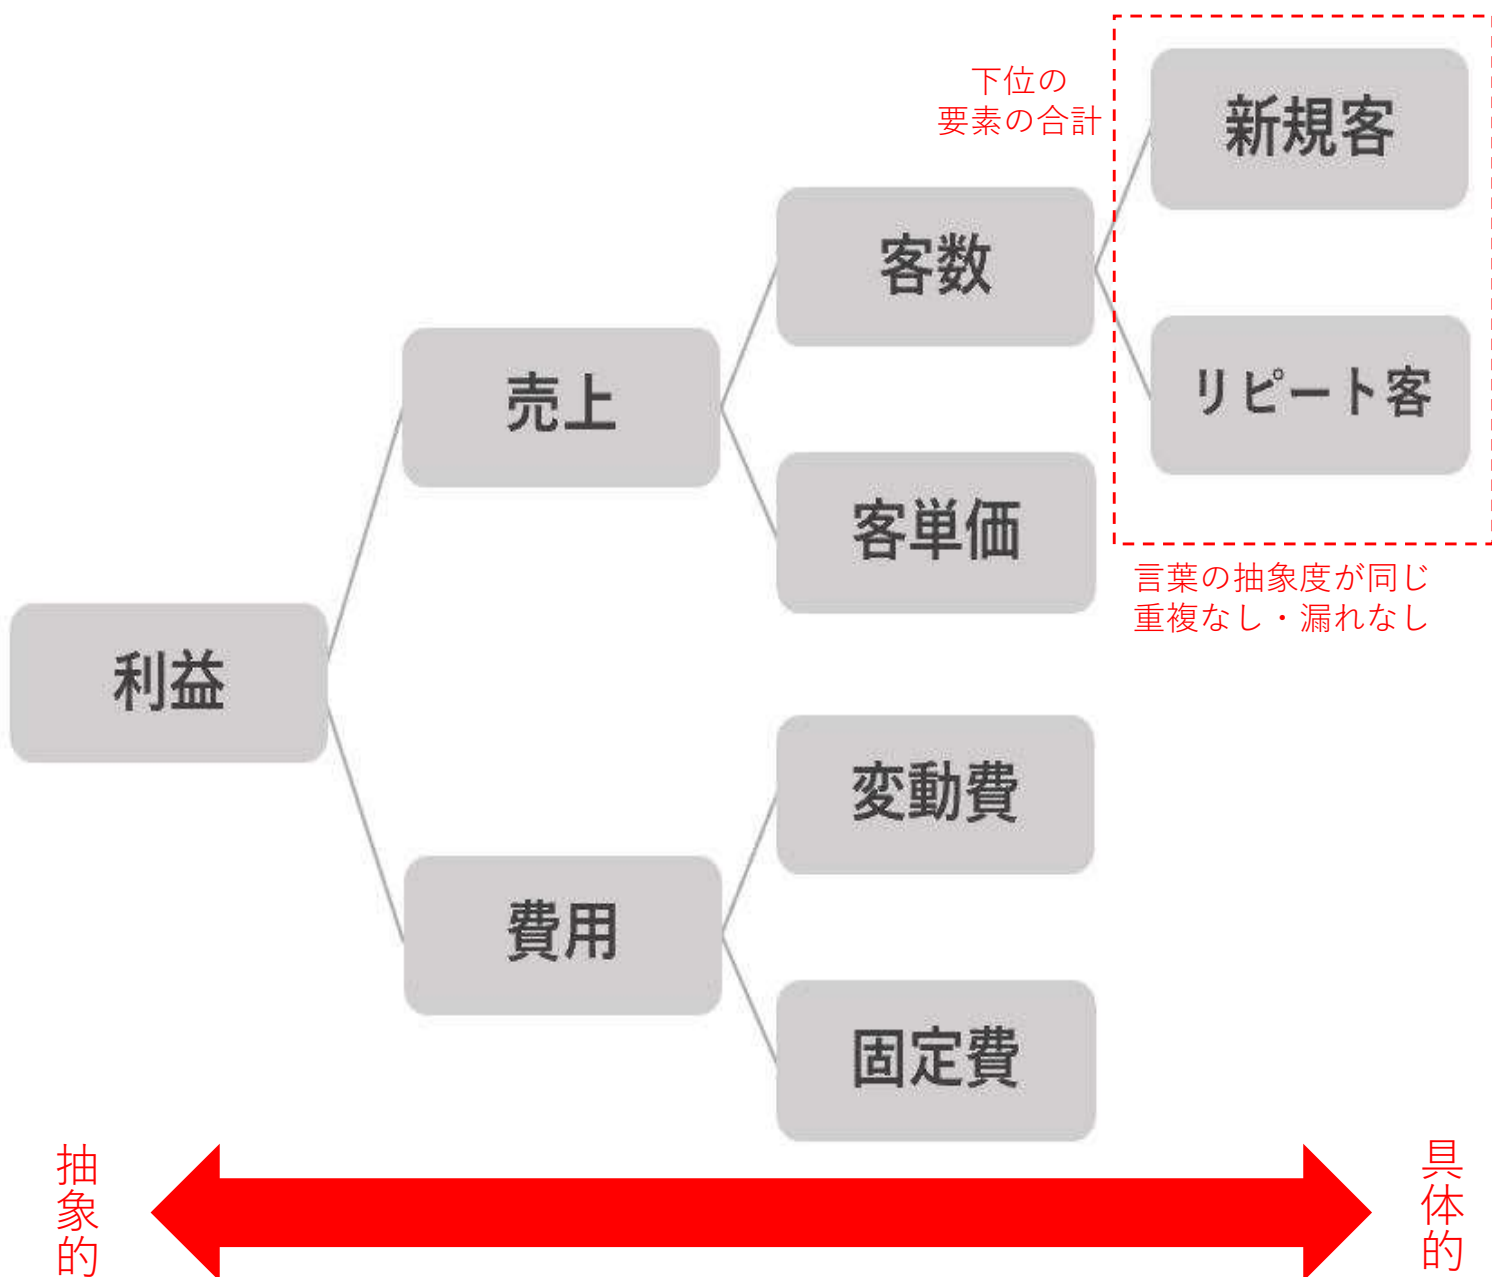 下位の
要素の合計
新規客
客数
リピート客
売上
客単価
言葉の抽象度が同じ
重複なし・漏れなし
利益
変動費
費用
固定費
抽象的
具体的